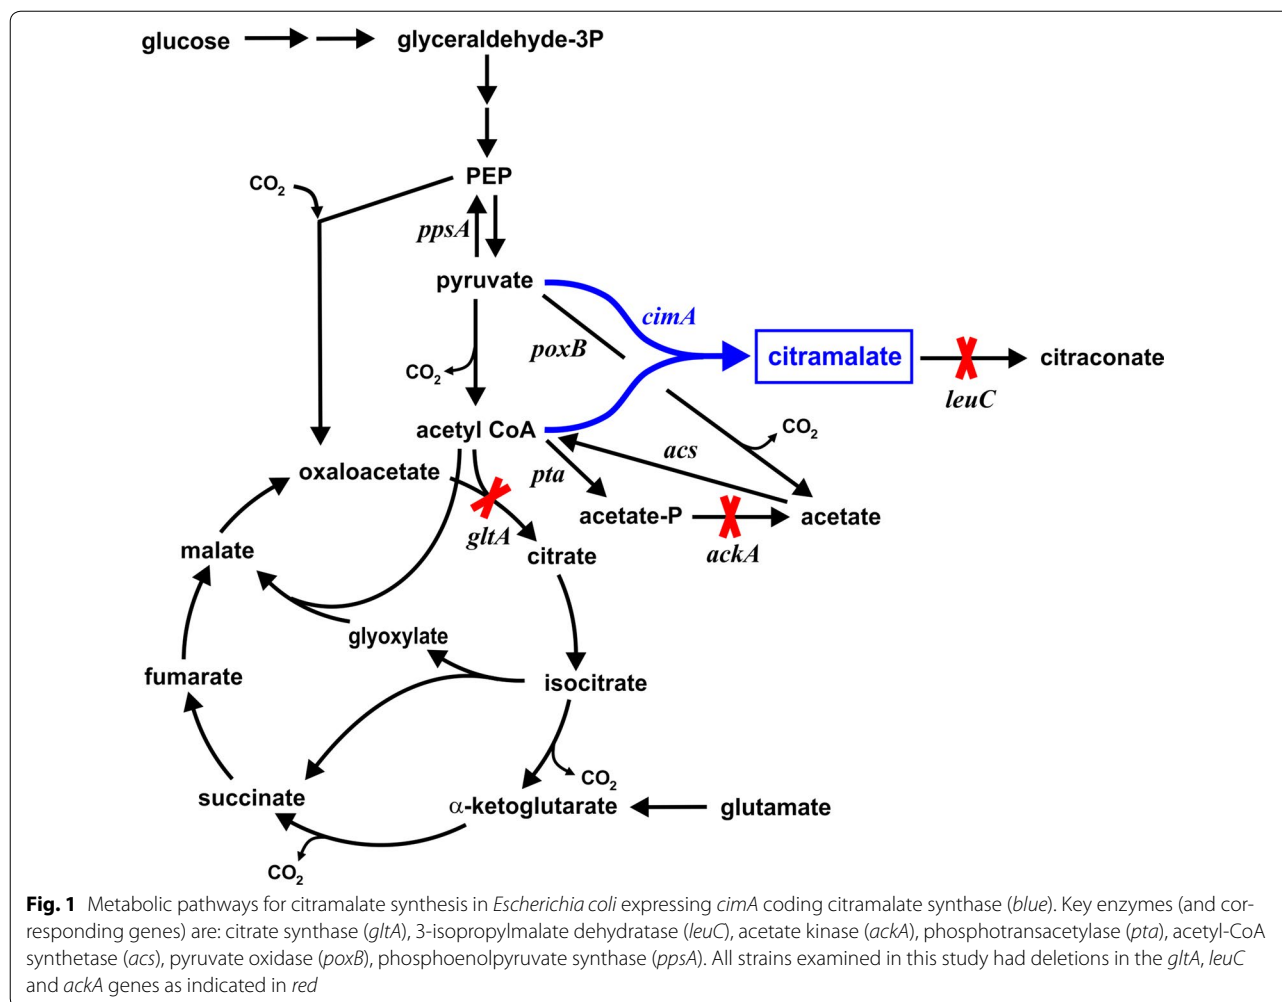 glucose
glyceraldehyde-3P
PEP
CO2
ppsA
pyruvate
cimA
poxB
citramalate
citraconate
leuC
CO2
acetyl CoA
CO2
acs
oxaloacetate
pta
acetate-P
acetate
gltA
ackA
malate
citrate
glyoxylate
fumarate
isocitrate
CO2
succinate
α-ketoglutarate
glutamate
CO2
Fig. 1 Metabolic pathways for citramalate synthesis in Escherichia coli expressing cimA coding citramalate synthase (blue). Key enzymes (and cor-
responding genes) are: citrate synthase (gltA), 3-isopropylmalate dehydratase (leuC), acetate kinase (ackA), phosphotransacetylase (pta), acetyl-CoA
synthetase (acs), pyruvate oxidase (poxB), phosphoenolpyruvate synthase (ppsA). All strains examined in this study had deletions in the gltA, leuC
and ackA genes as indicated in red